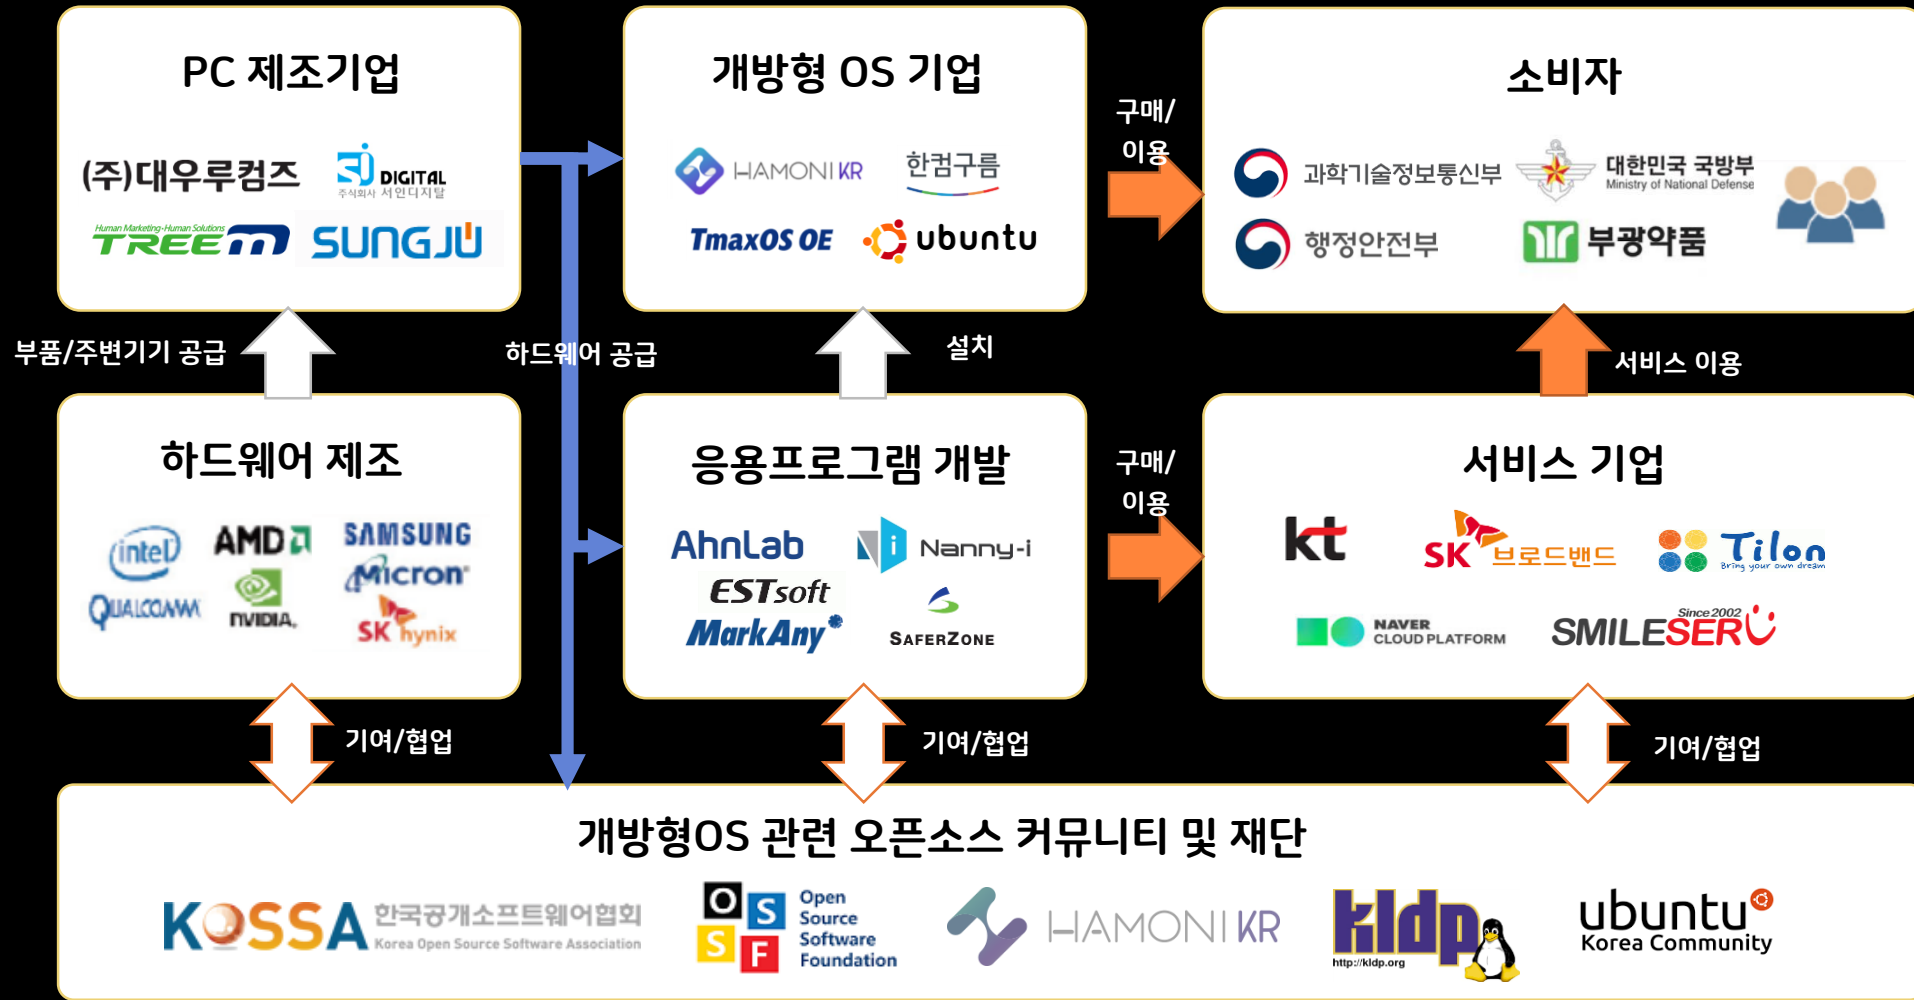 PC 제조기업
(주)대우루컴즈
SJ DIGITAL
주식회사 서인디지탈
Human Marketing-Human Solutions
TREEm
SUNGJU
개방형 OS 기업
HAMONIKR
한컴구름
TmaxOS OE
ubuntu
구매/
이용
소비자
과학기술정보통신부
대한민국 국방부
Ministry of National Defense
행정안전부
부광약품
부품/주변기기 공급
하드웨어 공급
설치
서비스 이용
하드웨어 제조
intel
AMD
SAMSUNG
Micron
QUALCOMM
NVIDIA.
SK hynix
응용프로그램 개발
AhnLab
Nanny-i
ESTsoft
MarkAny
SAFERZONE
구매/
이용
서비스 기업
kt
SK 브로드밴드
Tilon
Bring your own dream
NAVER
CLOUD PLATFORM
Since 2002
SMILESERV
기여/협업
기여/협업
기여/협업
개방형OS 관련 오픈소스 커뮤니티 및 재단
KOSSA 한국공개소프트웨어협회
Korea Open Source Software Association
OSSF
Open
Source
Software
Foundation
HAMONIKR
kldp
http://kldp.org
ubuntu
Korea Community